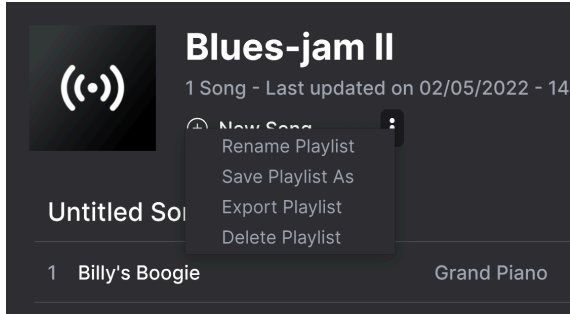 Blues-jam II
1 Song - Last updated on 02/05/2022 - 14
New Song
Rename Playlist
Save Playlist As
Export Playlist
Delete Playlist
Untitled
1 Billy's Boogie Grand Piano